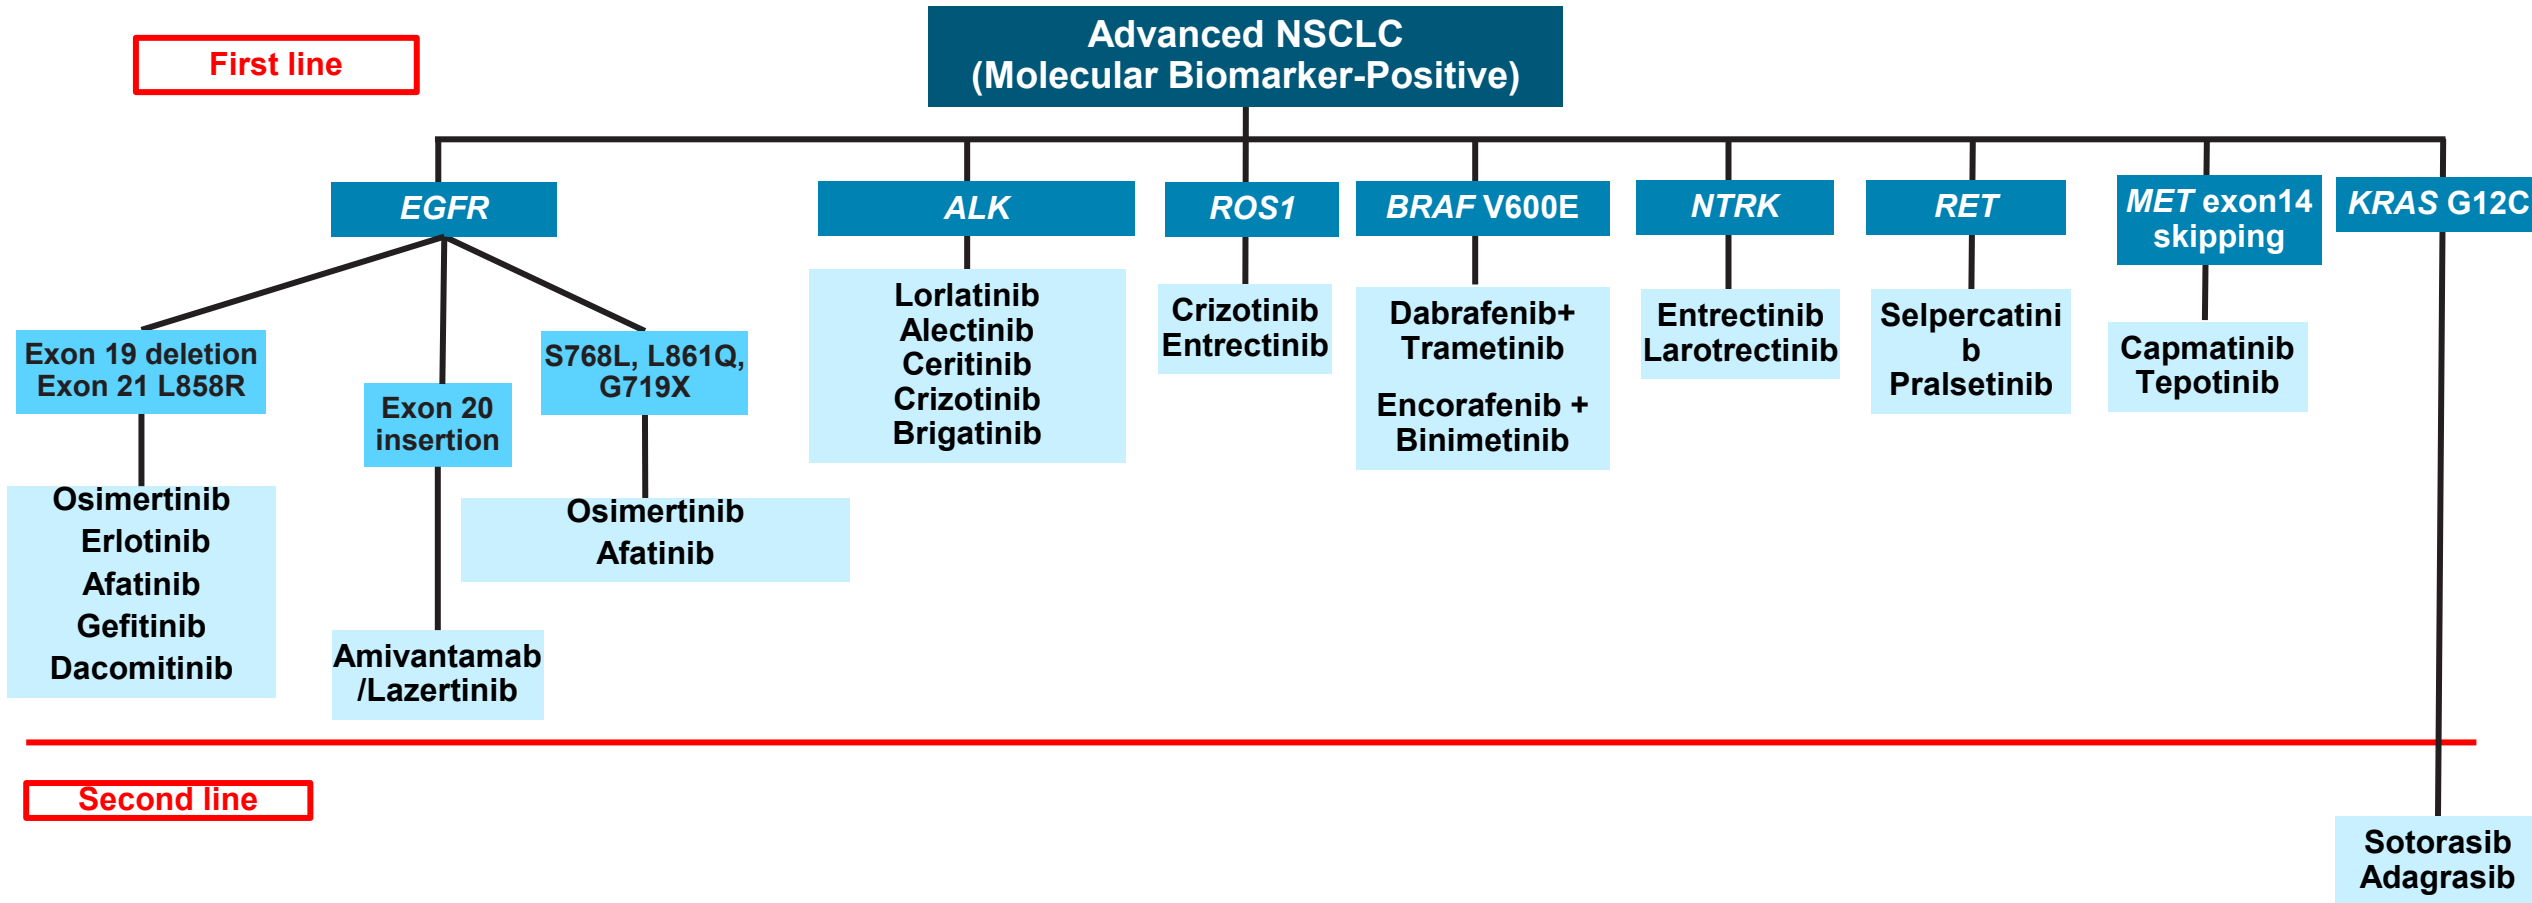 First line
Advanced NSCLC
(Molecular Biomarker-Positive)
EGFR
ALK
ROS1
BRAF V600E
NTRK
RET
MET exon14
skipping
KRAS G12C
Exon 19 deletion
Exon 21 L858R
Exon 20
insertion
S768L, L861Q,
G719X
Osimertinib
Erlotinib
Afatinib
Gefitinib
Dacomitinib
Amivantamab
/Lazertinib
Osimertinib
Afatinib
Lorlatinib
Alectinib
Ceritinib
Crizotinib
Brigatinib
Crizotinib
Entrectinib
Dabrafenib+
Trametinib
Encorafenib +
Binimetinib
Entrectinib
Larotrectinib
Selpercatini
b
Pralsetinib
Capmatinib
Tepotinib
Second line
Sotorasib
Adagrasib